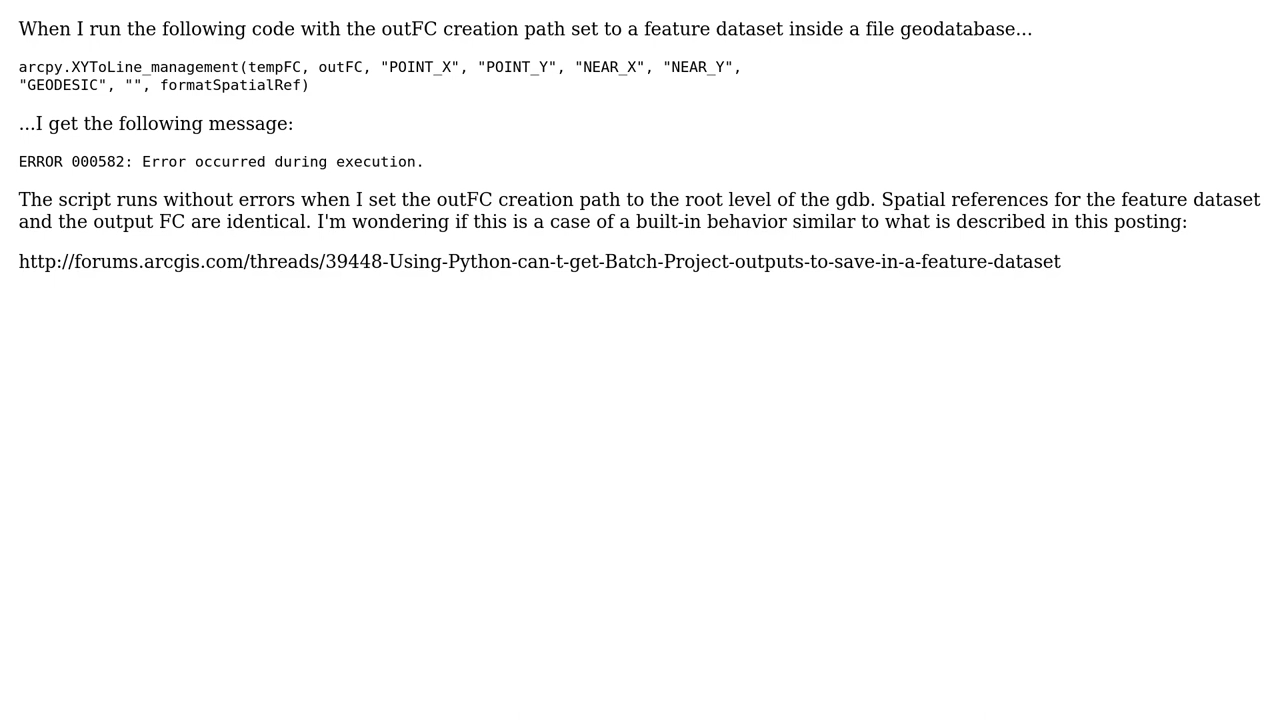 When I run the following code with the outFC creation path set to a feature dataset inside a file geodatabase...
arcpy.XYToLine_management(tempFC, outFC, "POINT_X", "POINT_Y", "NEAR_X", "NEAR_Y",
"GEODESIC", "", formatSpatialRef)
...I get the following message:
ERROR 000582: Error occurred during execution.
The script runs without errors when I set the outFC creation path to the root level of the gdb. Spatial references for the feature dataset
and the output FC are identical. I'm wondering if this is a case of a built-in behavior similar to what is described in this posting:
http://forums.arcgis.com/threads/39448-Using-Python-can-t-get-Batch-Project-outputs-to-save-in-a-feature-dataset